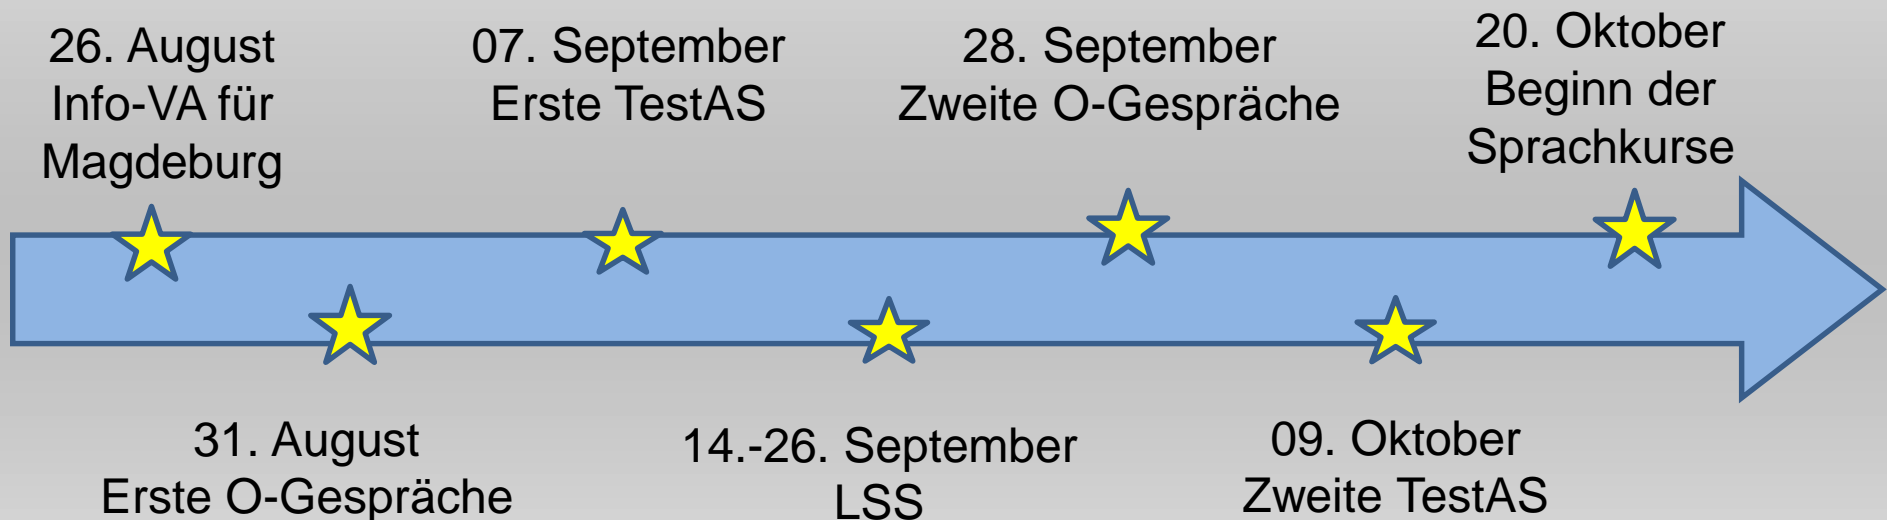 26. August
Info-VA für
Magdeburg
07. September
Erste TestAS
28. September
Zweite O-Gespräche
20. Oktober
Beginn der
Sprachkurse
31. August
Erste O-Gespräche
14.-26. September
LSS
09. Oktober
Zweite TestAS